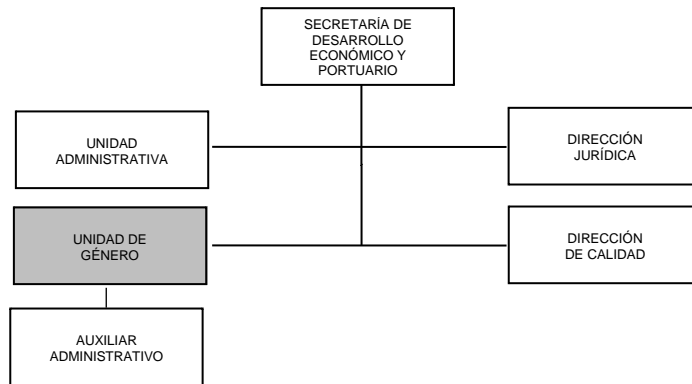 SECRETARÍA DE
DESARROLLO
ECONÓMICO Y
PORTUARIO
UNIDAD
ADMINISTRATIVA
DIRECCIÓN
JURÍDICA
UNIDAD DE
GÉNERO
DIRECCIÓN
DE CALIDAD
AUXILIAR
ADMINISTRATIVO